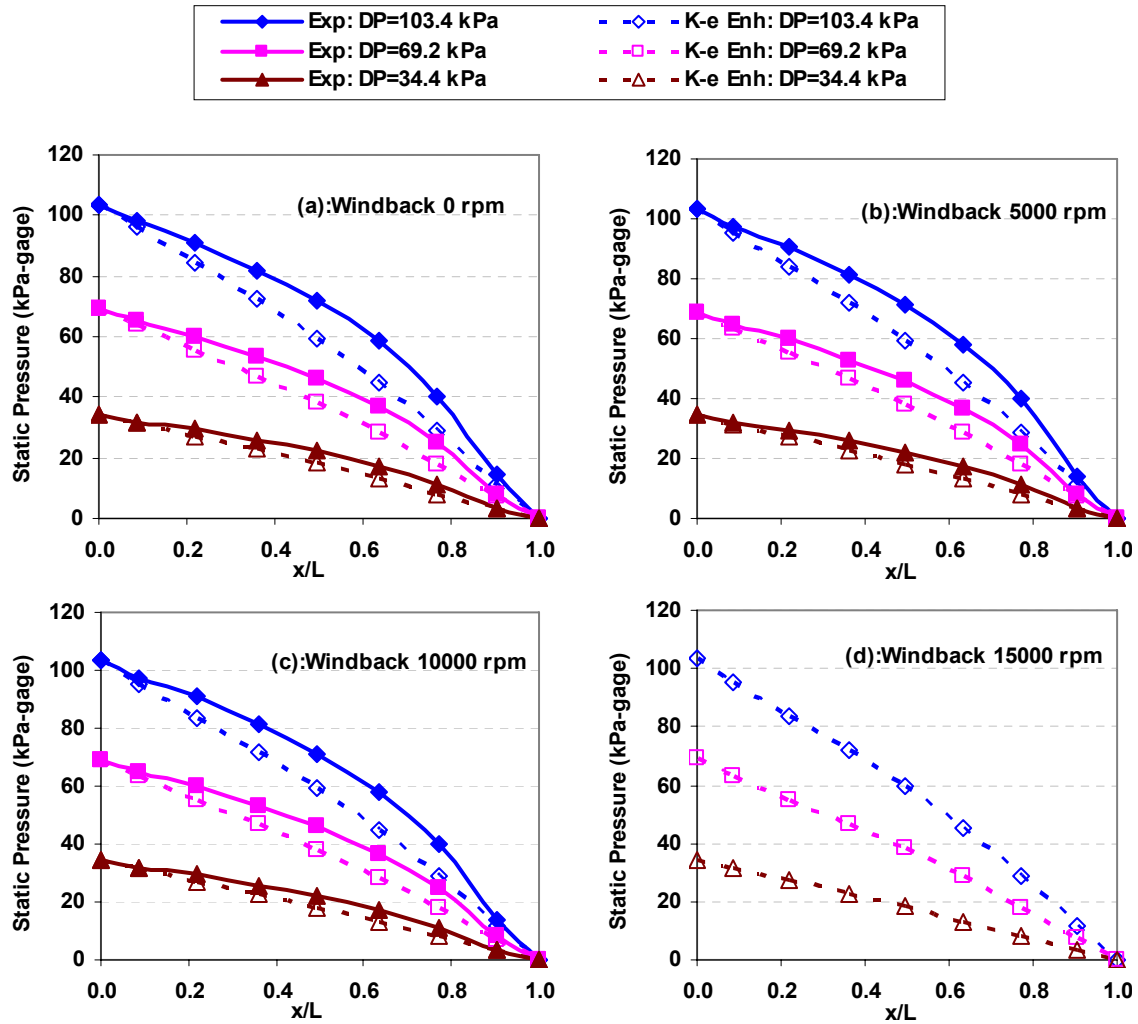 Exp: DP=103.4 kPa K-e Enh: DP=103.4 kPa
Exp: DP=69.2 kPa K-e Enh: DP=69.2 kPa
Exp: DP=34.4 kPa K-e Enh: DP=34.4 kPa
(a):Windback 0 rpm
Static Pressure (kPa-gage)
120
100
80
60
40
20
0
0.0 0.2 0.4 0.6 0.8 1.0
x/L
(b):Windback 5000 rpm
Static Pressure (kPa-gage)
120
100
80
60
40
20
0
0.0 0.2 0.4 0.6 0.8 1.0
x/L
(c):Windback 10000 rpm
Static Pressure (kPa-gage)
120
100
80
60
40
20
0
0.0 0.2 0.4 0.6 0.8 1.0
x/L
(d):Windback 15000 rpm
Static Pressure (kPa-gage)
120
100
80
60
40
20
0
0.0 0.2 0.4 0.6 0.8 1.0
x/L